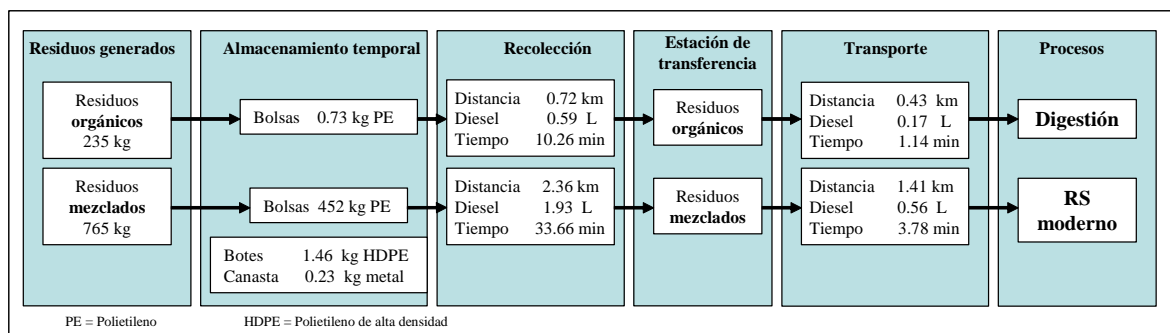 Residuos generados
Residuos
orgánicos
235 kg
Residuos
mezclados
765 kg
Almacenamiento temporal
Bolsas 0.73 kg PE
Bolsas 452 kg PE
Botes 1.46 kg HDPE
Canasta 0.23 kg metal
Recolección
Distancia 0.72 km
Diesel 0.59 L
Tiempo 10.26 min
Distancia 2.36 km
Diesel 1.93 L
Tiempo 33.66 min
Estación de
transferencia
Residuos
orgánicos
Residuos
mezclados
Transporte
Distancia 0.43 km
Diesel 0.17 L
Tiempo 1.14 min
Distancia 1.41 km
Diesel 0.56 L
Tiempo 3.78 min
Procesos
Digestión
RS
moderno
PE = Polietileno
HDPE = Polietileno de alta densidad